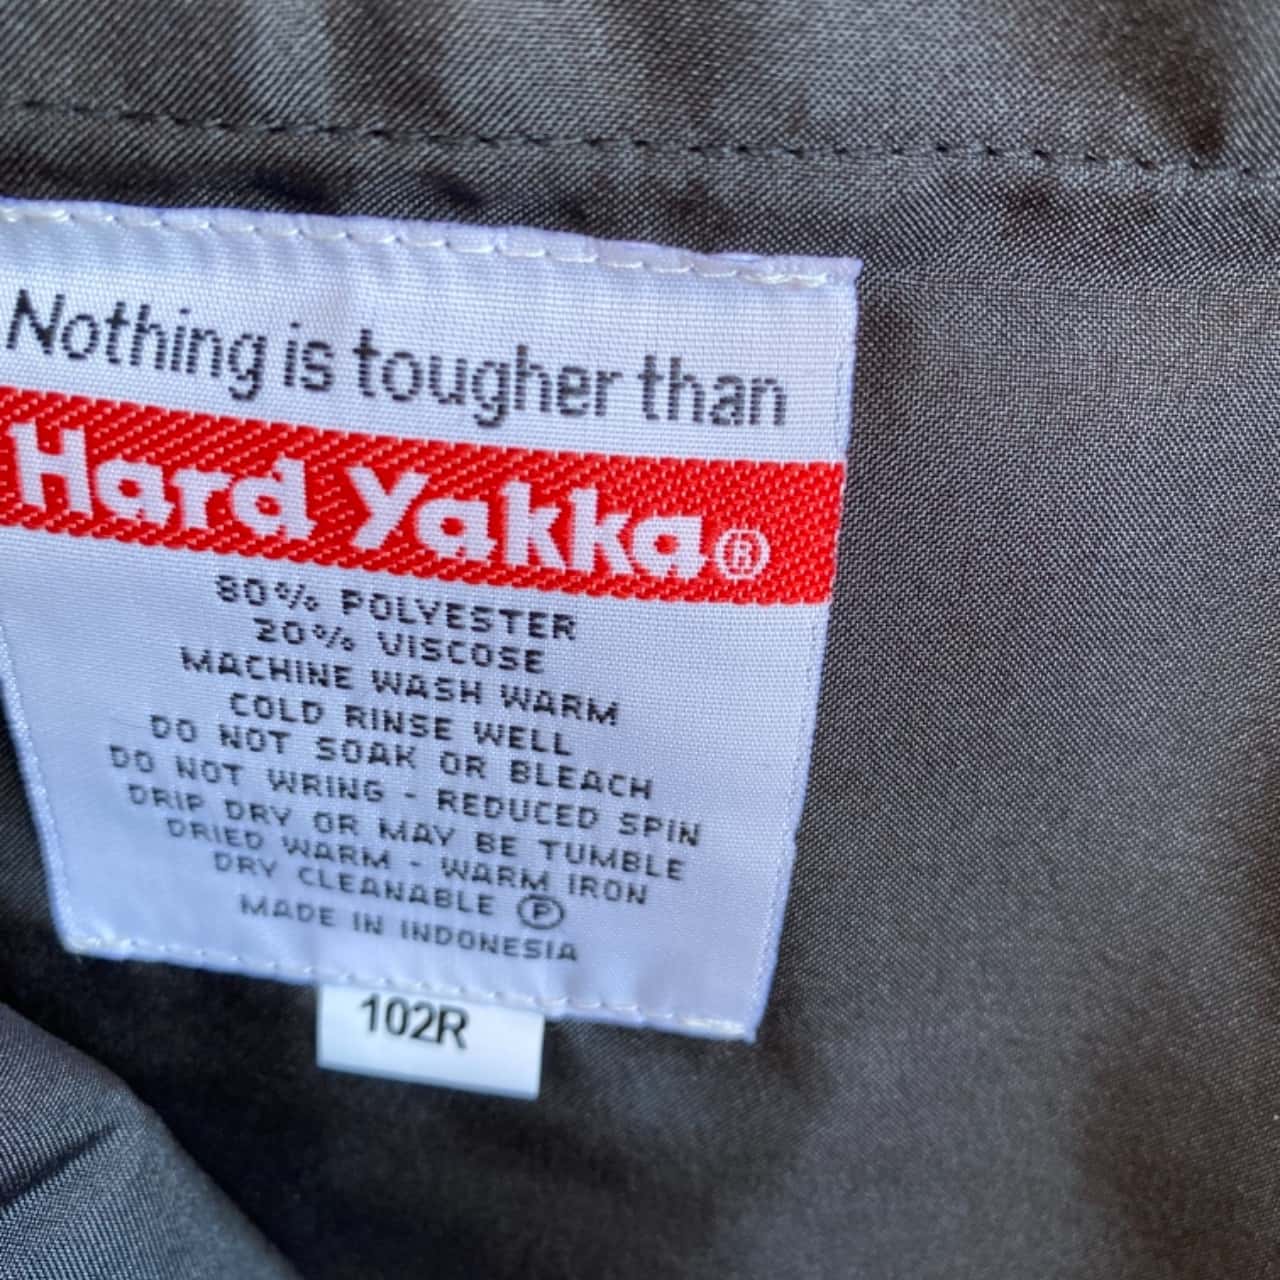 Nothing is tougher than
Hard Yakka®
80% POLYESTER
20% VISCOSE
MACHINE WASH WARM
COLD RINSE WELL
DO NOT SOAK OR BLEACH
DO NOT WRING - REDUCED SPIN
DRIP DRY OR MAY BE TUMBLE
DRIED WARM - WARM IRON
DRY CLEANABLE Ⓟ
MADE IN INDONESIA
102R